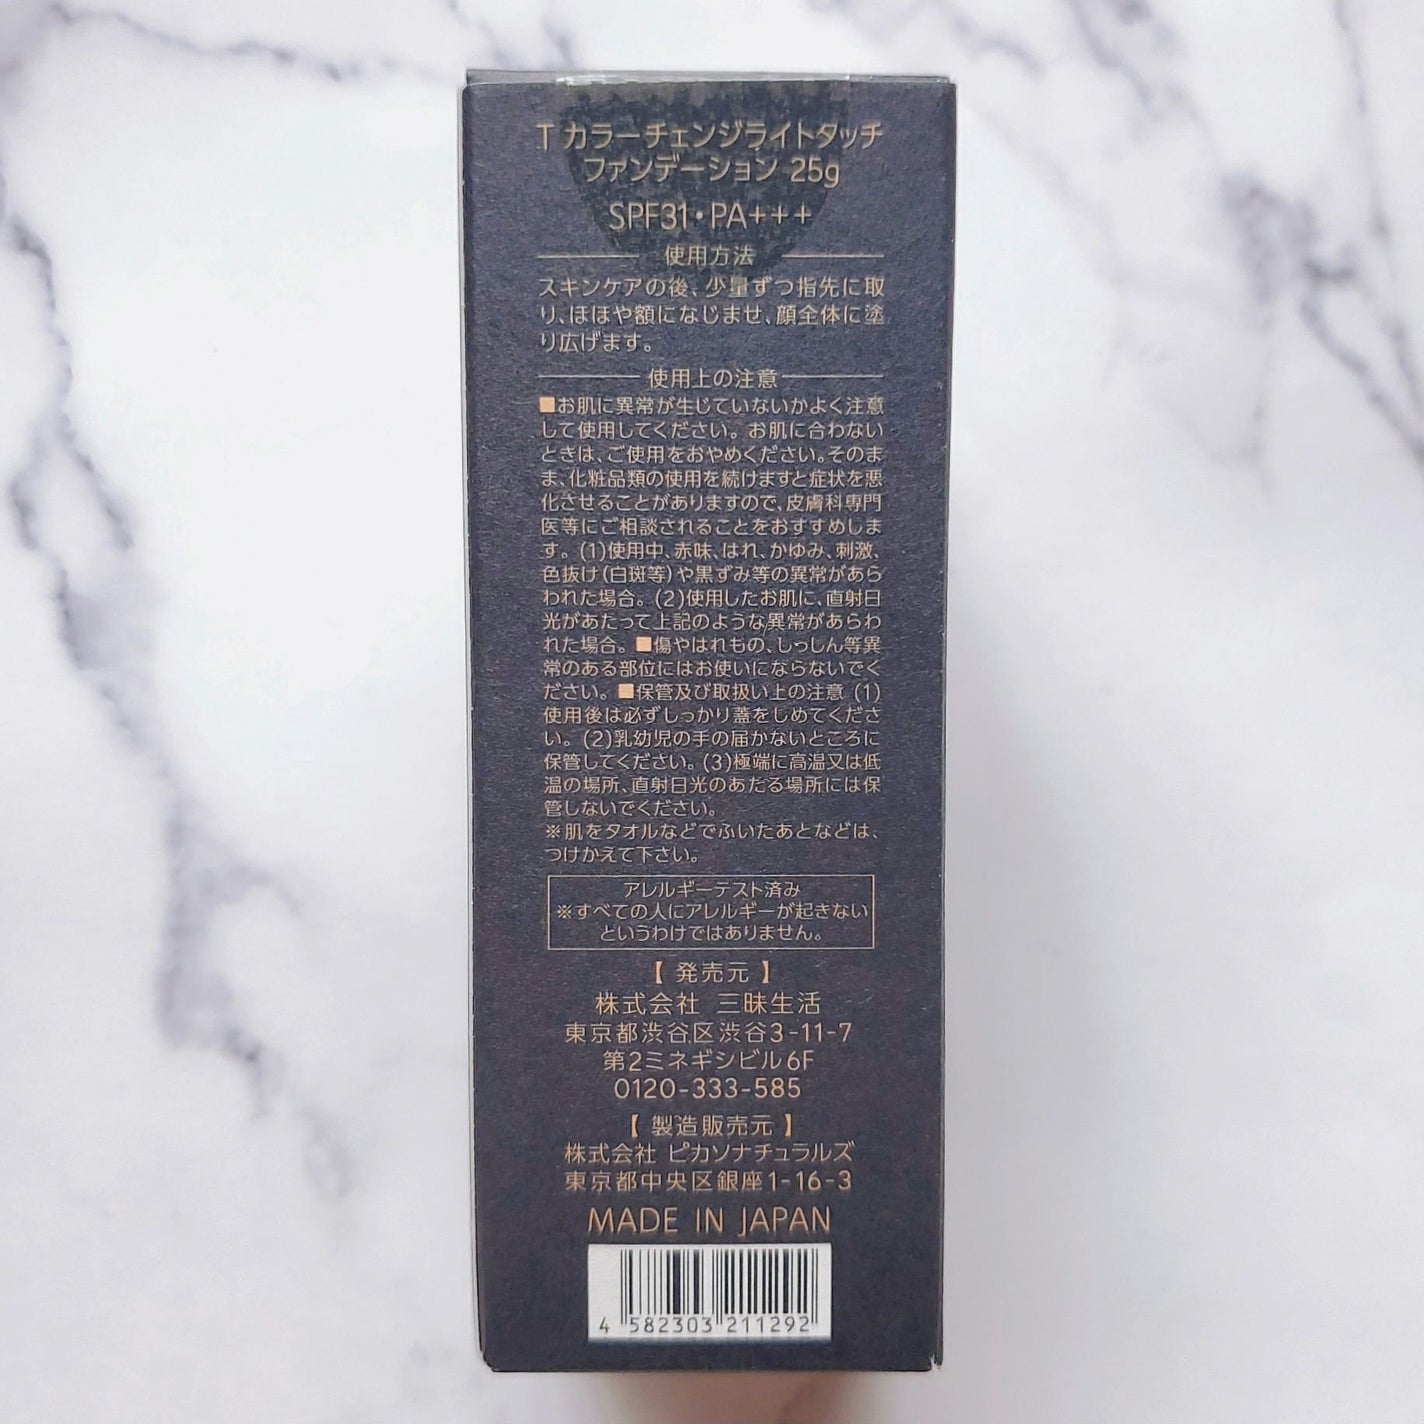 T カラーチェンジライトタッチ
ファンデーション 25g
SPF31・PA+++
使用方法
スキンケアの後、少量ずつ指先に取
り、ほほや額になじませ、顔全体に塗
り広げます。
使用上の注意
■お肌に異常が生じていないかよく注意
して使用してください。お肌に合わない
ときは、ご使用をおやめください。そのま
ま、化粧品類の使用を続けますと症状を悪
化させることがありますので、皮膚科専門
医等にご相談されることをおすすめしま
す。(1)使用中、赤味、はれ、かゆみ、刺激、
色抜け(白斑等)や黒ずみ等の異常があら
われた場合。(2)使用したお肌に、直射日
光があたって上記のような異常があらわ
れた場合。■傷やはれもの、しっしん等異
常のある部位にはお使いにならないでく
ださい。■保管及び取扱い上の注意 (1)
使用後は必ずしっかり蓋をしめてくださ
い。(2)乳幼児の手の届かないところに
保管してください。(3)極端に高温又は低
温の場所、直射日光のあたる場所には保
管しないでください。
※肌をタオルなどでふいたあとなどは、
つけかえて下さい。
アレルギーテスト済み
※すべての人にアレルギーが起きない
というわけではありません。
【 発売元 】
株式会社 三昧生活
東京都渋谷区渋谷3-11-7
第2ミネギシビル6F
0120-333-585
【 製造販売元 】
株式会社 ピカソナチュラルズ
東京都中央区銀座1-16-3
MADE IN JAPAN
4 582303 211292